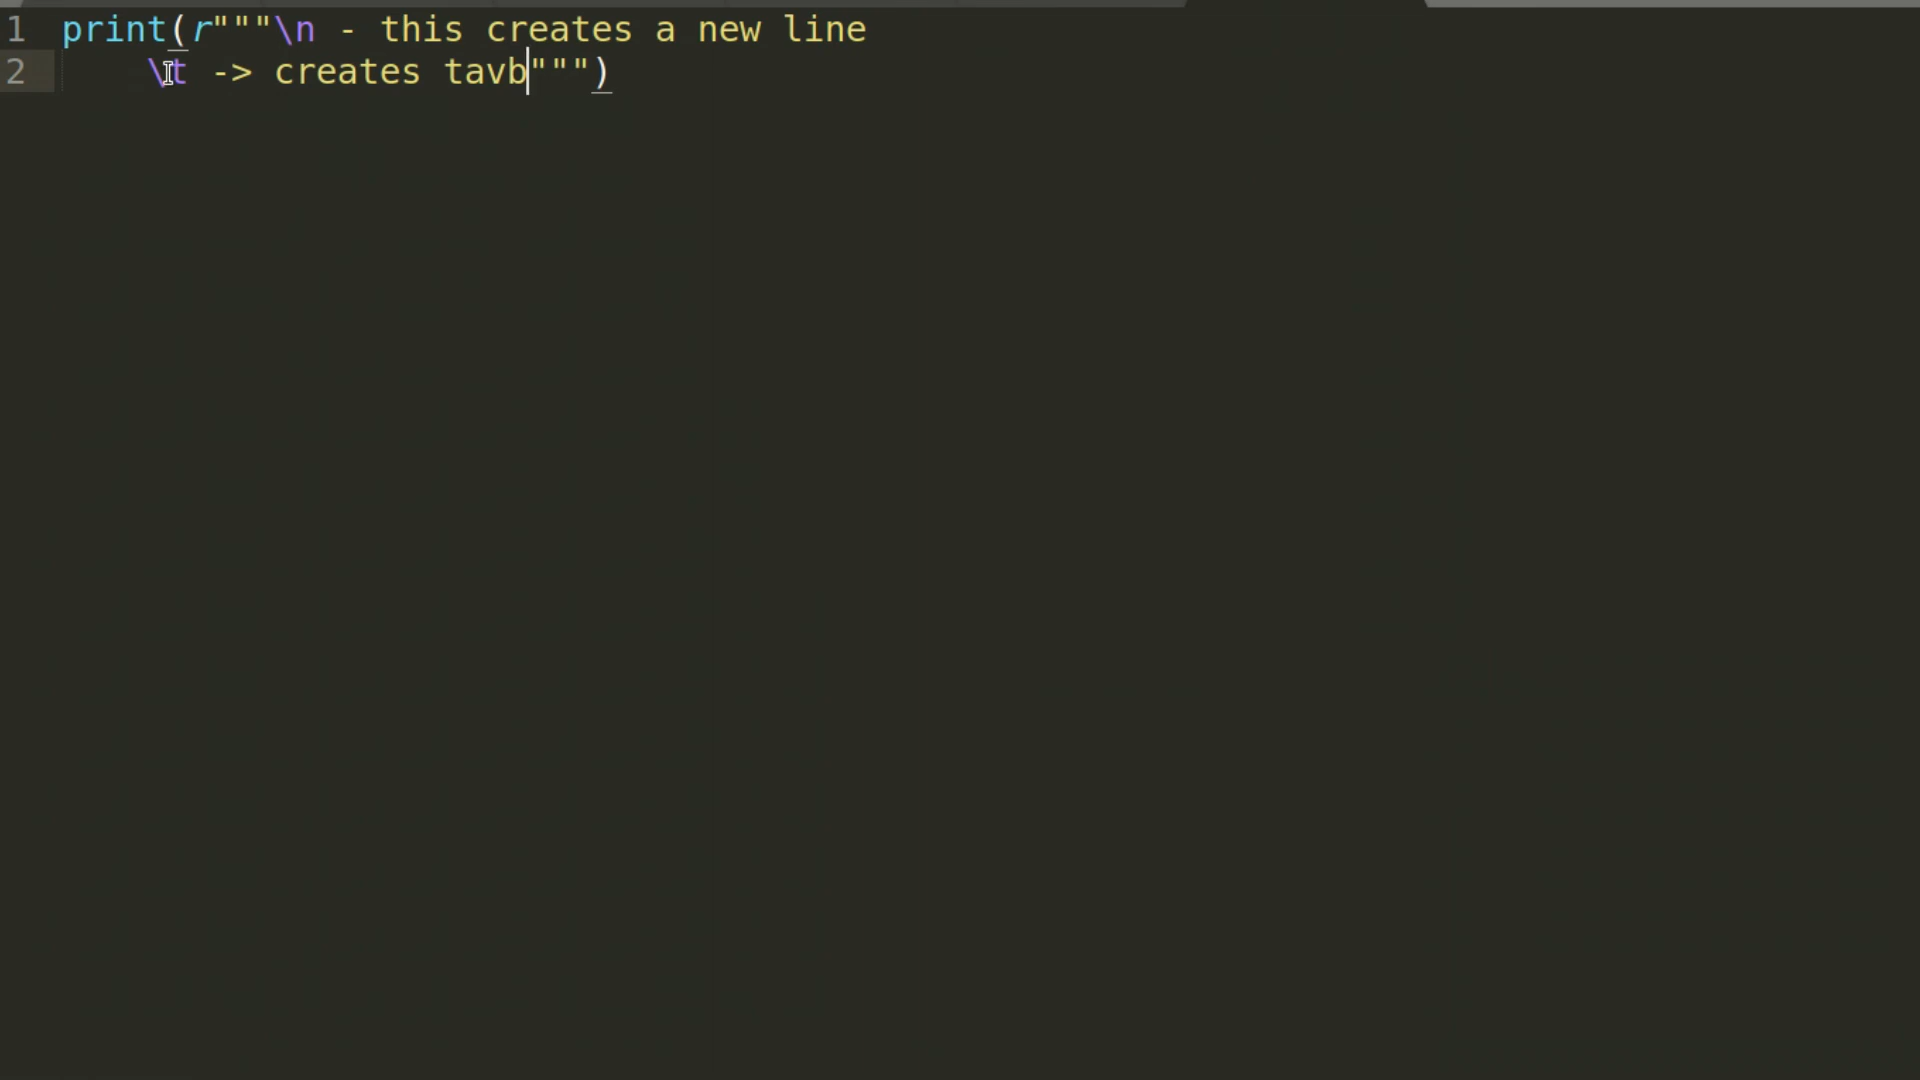 1 print(r"""\n - this creates a new line
2     \t -> creates tavb""")